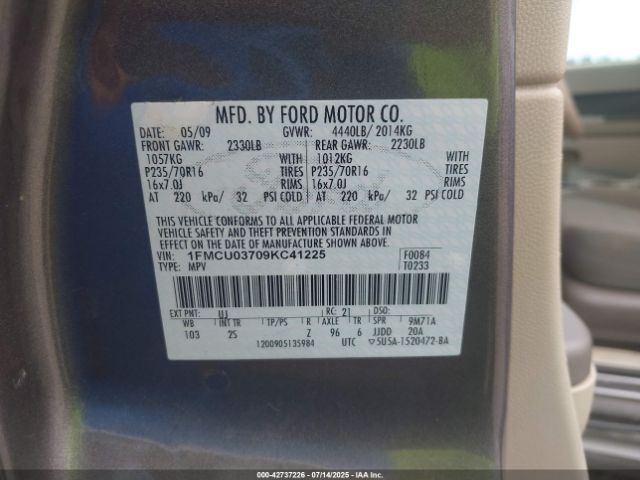 MFD. BY FORD MOTOR CO.
DATE: 05/09 GVWR: 4440LB/ 2014KG
FRONT GAWR: 2330LB REAR GAWR: 2230LB
1057KG WITH 1012KG WITH
P235/70R16 TIRES P235/70R16 TIRES
16x7.0J RIMS 16x7.0J RIMS
AT 220 kPa/ 32 PSI COLD AT 220 kPa/ 32 PSI COLD
THIS VEHICLE CONFORMS TO ALL APPLICABLE FEDERAL MOTOR
VEHICLE SAFETY AND THEFT PREVENTION STANDARDS IN
EFFECT ON THE DATE OF MANUFACTURE SHOWN ABOVE.
VIN: 1FMCU03709KC41225 F0084
TYPE: MPV T0233
EXT PNT: UJ RC: 21 DSO:
WB INT TR TP/PS R AXLE TR SPR 9M71A
103 2S Z 96 6 JJDD 20A
1200905135984 UTC 5U5A-1520472-BA
000-42737226 - 07/14/2025 - IAAI, Inc.